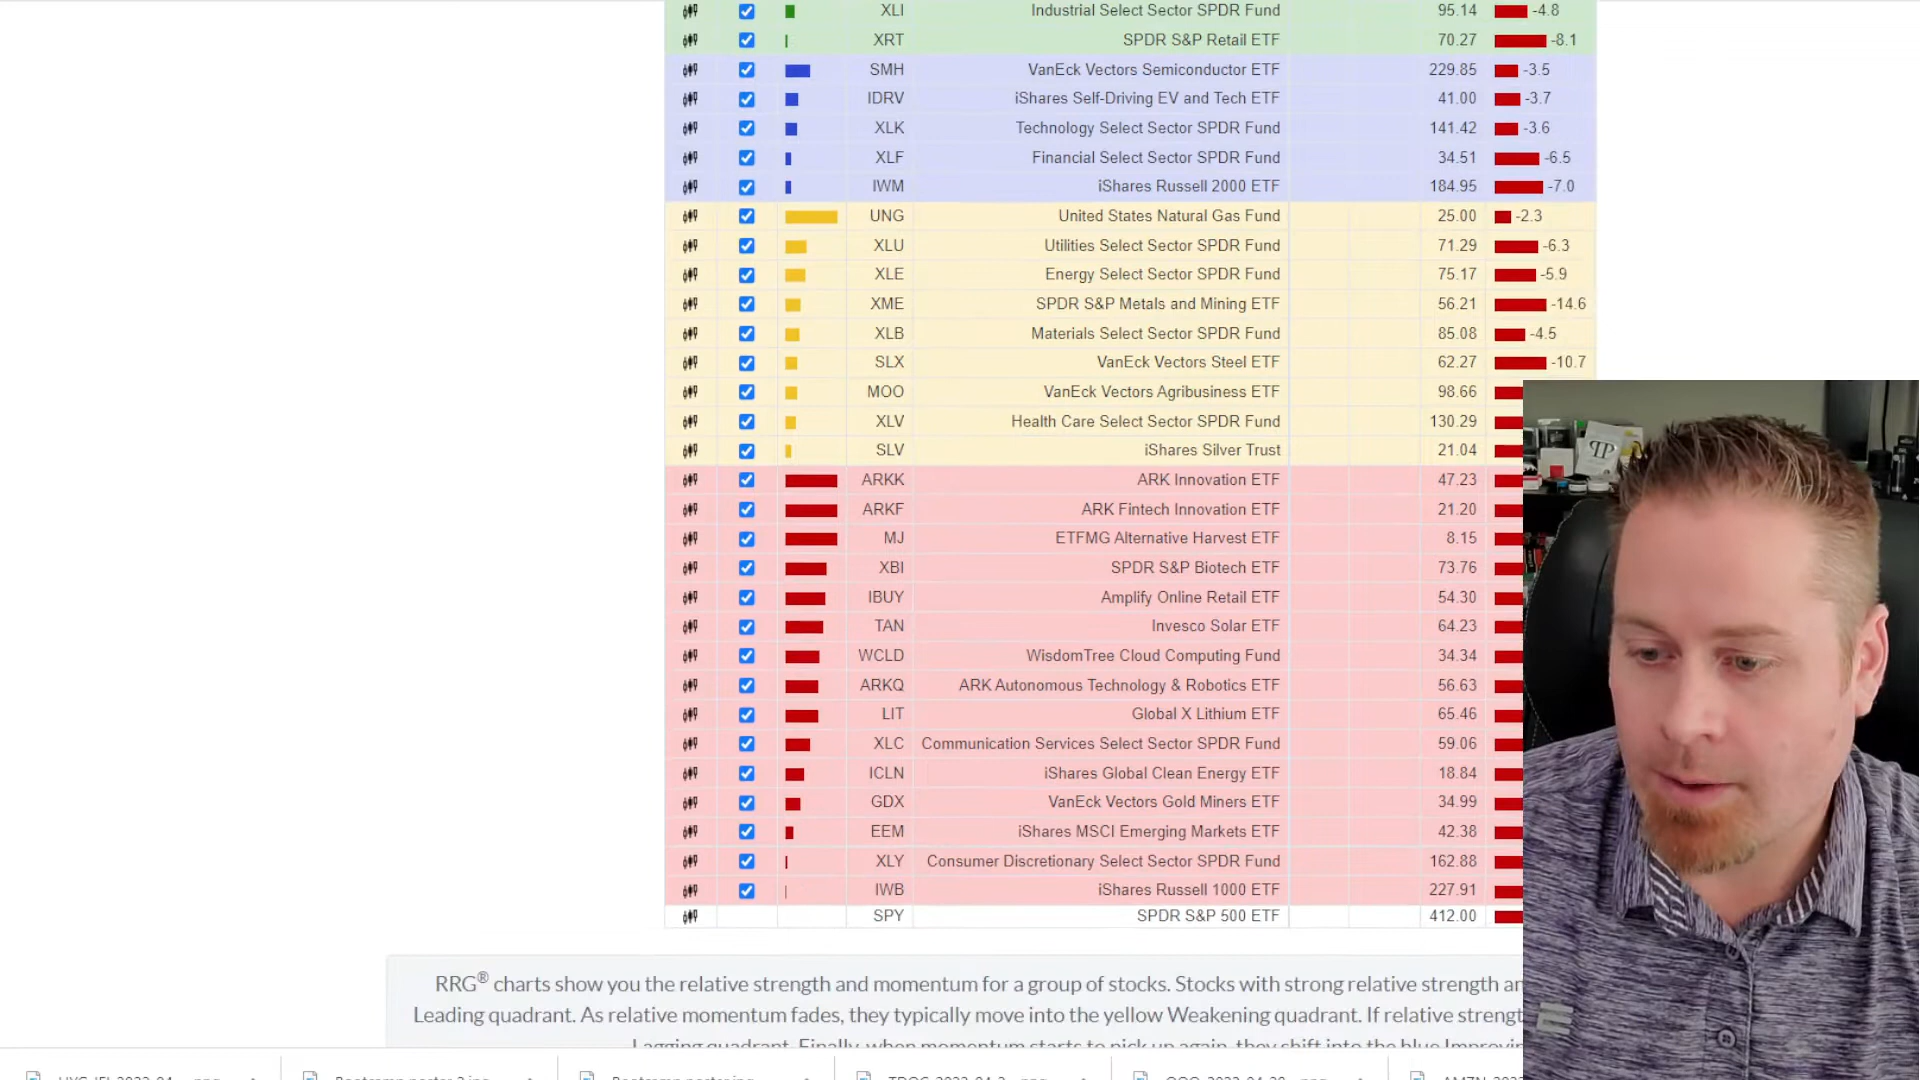 XLI Industrial Select Sector SPDR Fund 95.14 -4.8
XRT SPDR S&P Retail ETF 70.27 -8.1
SMH VanEck Vectors Semiconductor ETF 229.85 -3.5
IDRV iShares Self-Driving EV and Tech ETF 41.00 -3.7
XLK Technology Select Sector SPDR Fund 141.42 -3.6
XLF Financial Select Sector SPDR Fund 34.51 -6.5
IWM iShares Russell 2000 ETF 184.95 -7.0
UNG United States Natural Gas Fund 25.00 -2.3
XLU Utilities Select Sector SPDR Fund 71.29 -6.3
XLE Energy Select Sector SPDR Fund 75.17 -5.9
XME SPDR S&P Metals and Mining ETF 56.21 -14.6
XLB Materials Select Sector SPDR Fund 85.08 -4.5
SLX VanEck Vectors Steel ETF 62.27 -10.7
MOO VanEck Vectors Agribusiness ETF 98.66
XLV Health Care Select Sector SPDR Fund 130.29
SLV iShares Silver Trust 21.04
ARKK ARK Innovation ETF 47.23
ARKF ARK Fintech Innovation ETF 21.20
MJ ETFMG Alternative Harvest ETF 8.15
XBI SPDR S&P Biotech ETF 73.76
IBUY Amplify Online Retail ETF 54.30
TAN Invesco Solar ETF 64.23
WCLD WisdomTree Cloud Computing Fund 34.34
ARKQ ARK Autonomous Technology & Robotics ETF 56.63
LIT Global X Lithium ETF 65.46
XLC Communication Services Select Sector SPDR Fund 59.06
ICLN iShares Global Clean Energy ETF 18.84
GDX VanEck Vectors Gold Miners ETF 34.99
EEM iShares MSCI Emerging Markets ETF 42.38
XLY Consumer Discretionary Select Sector SPDR Fund 162.88
IWB iShares Russell 1000 ETF 227.91
SPY SPDR S&P 500 ETF 412.00
RRG® charts show you the relative strength and momentum for a group of stocks. Stocks with strong relative strength
Leading quadrant. As relative momentum fades, they typically move into the yellow Weakening quadrant. If relative
Lagging quadrant. Finally, when momentum starts to pick up again, they shift into the blue